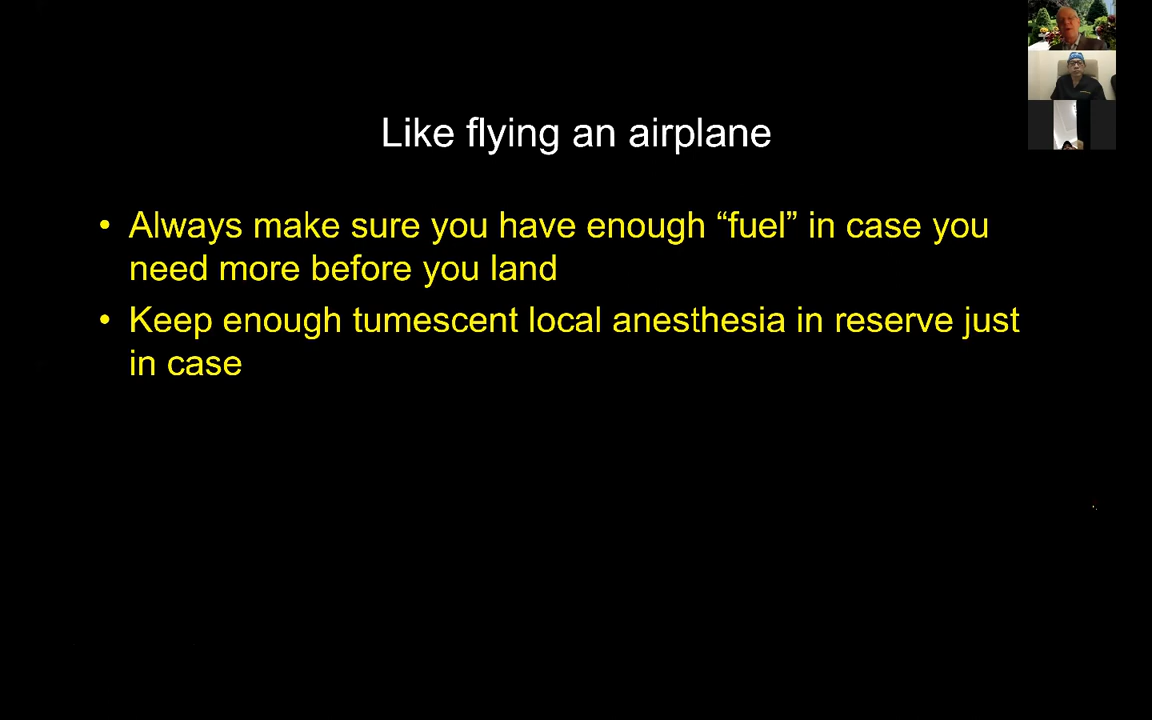 Like flying an airplane
• Always make sure you have enough “fuel” in case you
need more before you land
• Keep enough tumescent local anesthesia in reserve just
in case